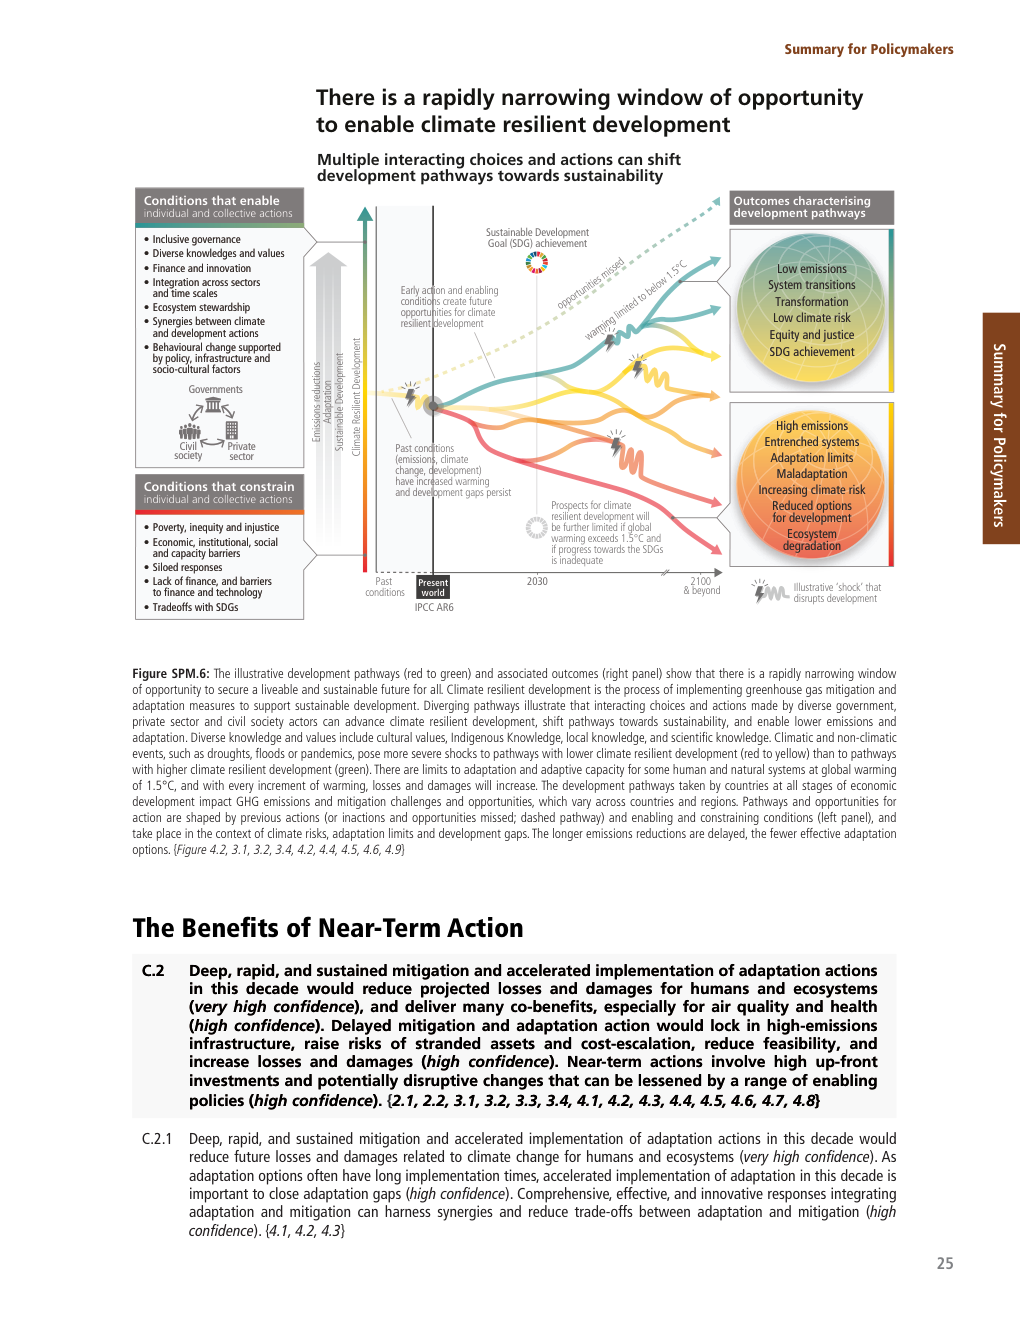 Summary for Policymakers
There is a rapidly narrowing window of opportunity
to enable climate resilient development
Multiple interacting choices and actions can shift
development pathways towards sustainability
Conditions that enable
individual and collective actions
• Inclusive governance
• Diverse knowledges and values
• Finance and innovation
• Integration across sectors
and time scales
• Ecosystem stewardship
• Synergies between climate
and development actions
• Behavioural change supported
by policy, infrastructure and
socio-cultural factors
Governments
Civil
society
Private
sector
Conditions that constrain
individual and collective actions
• Poverty, inequity and injustice
• Economic, institutional, social
and capacity barriers
• Siloed responses
• Lack of finance, and barriers
to finance and technology
• Tradeoffs with SDGs
Emissions reductions
Adaptation
Sustainable Development
Climate Resilient Development
Sustainable Development
Goal (SDG) achievement
Early action and enabling
conditions create future
opportunities for climate
resilient development
opportunities missed
warming limited to below 1.5°C
Past conditions
(emissions, climate
change, development)
have increased warming
and development gaps persist
Prospects for climate
resilient development will
be further limited if global
warming exceeds 1.5°C and
if progress towards the SDGs
is inadequate
Past
conditions
Present
world
IPCC AR6
2030
2100
& beyond
Outcomes characterising
development pathways
Low emissions
System transitions
Transformation
Low climate risk
Equity and justice
SDG achievement
High emissions
Entrenched systems
Adaptation limits
Maladaptation
Increasing climate risk
Reduced options
for development
Ecosystem
degradation
Illustrative ‘shock’ that
disrupts development
Summary for Policymakers
Figure SPM.6: The illustrative development pathways (red to green) and associated outcomes (right panel) show that there is a rapidly narrowing window
of opportunity to secure a liveable and sustainable future for all. Climate resilient development is the process of implementing greenhouse gas mitigation and
adaptation measures to support sustainable development. Diverging pathways illustrate that interacting choices and actions made by diverse government,
private sector and civil society actors can advance climate resilient development, shift pathways towards sustainability, and enable lower emissions and
adaptation. Diverse knowledge and values include cultural values, Indigenous Knowledge, local knowledge, and scientific knowledge. Climatic and non-climatic
events, such as droughts, floods or pandemics, pose more severe shocks to pathways with lower climate resilient development (red to yellow) than to pathways
with higher climate resilient development (green). There are limits to adaptation and adaptive capacity for some human and natural systems at global warming
of 1.5°C, and with every increment of warming, losses and damages will increase. The development pathways taken by countries at all stages of economic
development impact GHG emissions and mitigation challenges and opportunities, which vary across countries and regions. Pathways and opportunities for
action are shaped by previous actions (or inactions and opportunities missed; dashed pathway) and enabling and constraining conditions (left panel), and
take place in the context of climate risks, adaptation limits and development gaps. The longer emissions reductions are delayed, the fewer effective adaptation
options. {Figure 4.2, 3.1, 3.2, 3.4, 4.2, 4.4, 4.5, 4.6, 4.9}
The Benefits of Near-Term Action
C.2 Deep, rapid, and sustained mitigation and accelerated implementation of adaptation actions
in this decade would reduce projected losses and damages for humans and ecosystems
(very high confidence), and deliver many co-benefits, especially for air quality and health
(high confidence). Delayed mitigation and adaptation action would lock in high-emissions
infrastructure, raise risks of stranded assets and cost-escalation, reduce feasibility, and
increase losses and damages (high confidence). Near-term actions involve high up-front
investments and potentially disruptive changes that can be lessened by a range of enabling
policies (high confidence). {2.1, 2.2, 3.1, 3.2, 3.3, 3.4, 4.1, 4.2, 4.3, 4.4, 4.5, 4.6, 4.7, 4.8}
C.2.1 Deep, rapid, and sustained mitigation and accelerated implementation of adaptation actions in this decade would
reduce future losses and damages related to climate change for humans and ecosystems (very high confidence). As
adaptation options often have long implementation times, accelerated implementation of adaptation in this decade is
important to close adaptation gaps (high confidence). Comprehensive, effective, and innovative responses integrating
adaptation and mitigation can harness synergies and reduce trade-offs between adaptation and mitigation (high
confidence). {4.1, 4.2, 4.3}
25